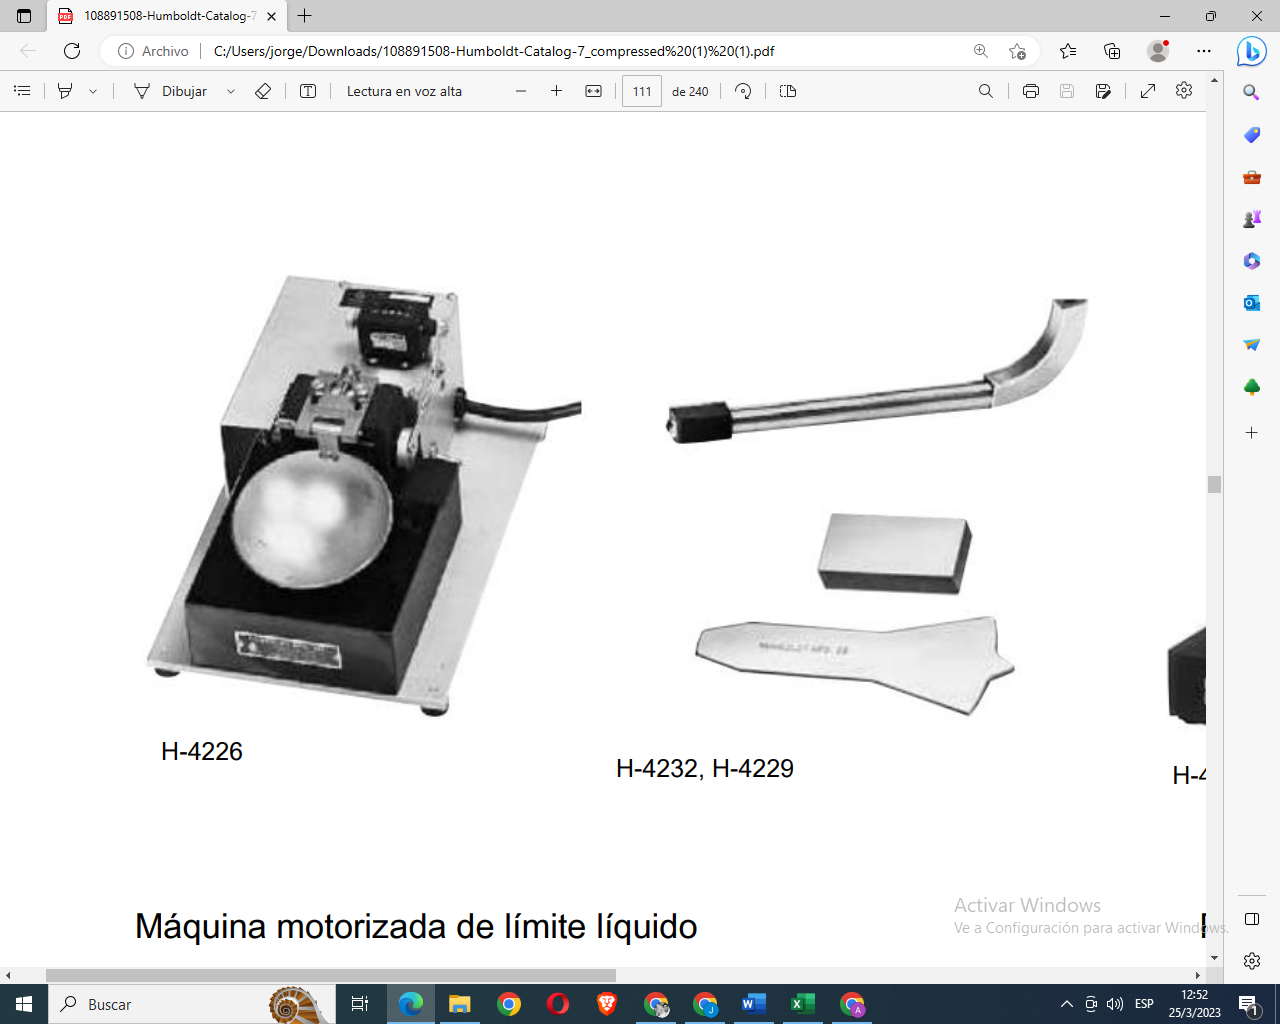 108891508-Humboldt-Catalog-7
Archivo
C:/Users/jorge/Downloads/108891508-Humboldt-Catalog-7_compressed%20(1)%20(1).pdf
Dibujar
Lectura en voz alta
111
de 240
H-4226
H-4232, H-4229
H-4
Máquina motorizada de límite líquido
Activar Windows
Ve a Configuración para activar Windows.
Buscar
ESP
12:52
25/3/2023
1